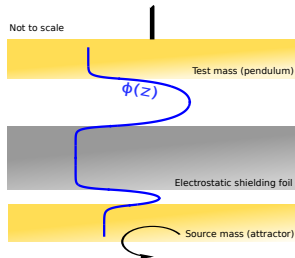 Not to scale
Test mass (pendulum)
ϕ(z)
Electrostatic shielding foil
Source mass (attractor)